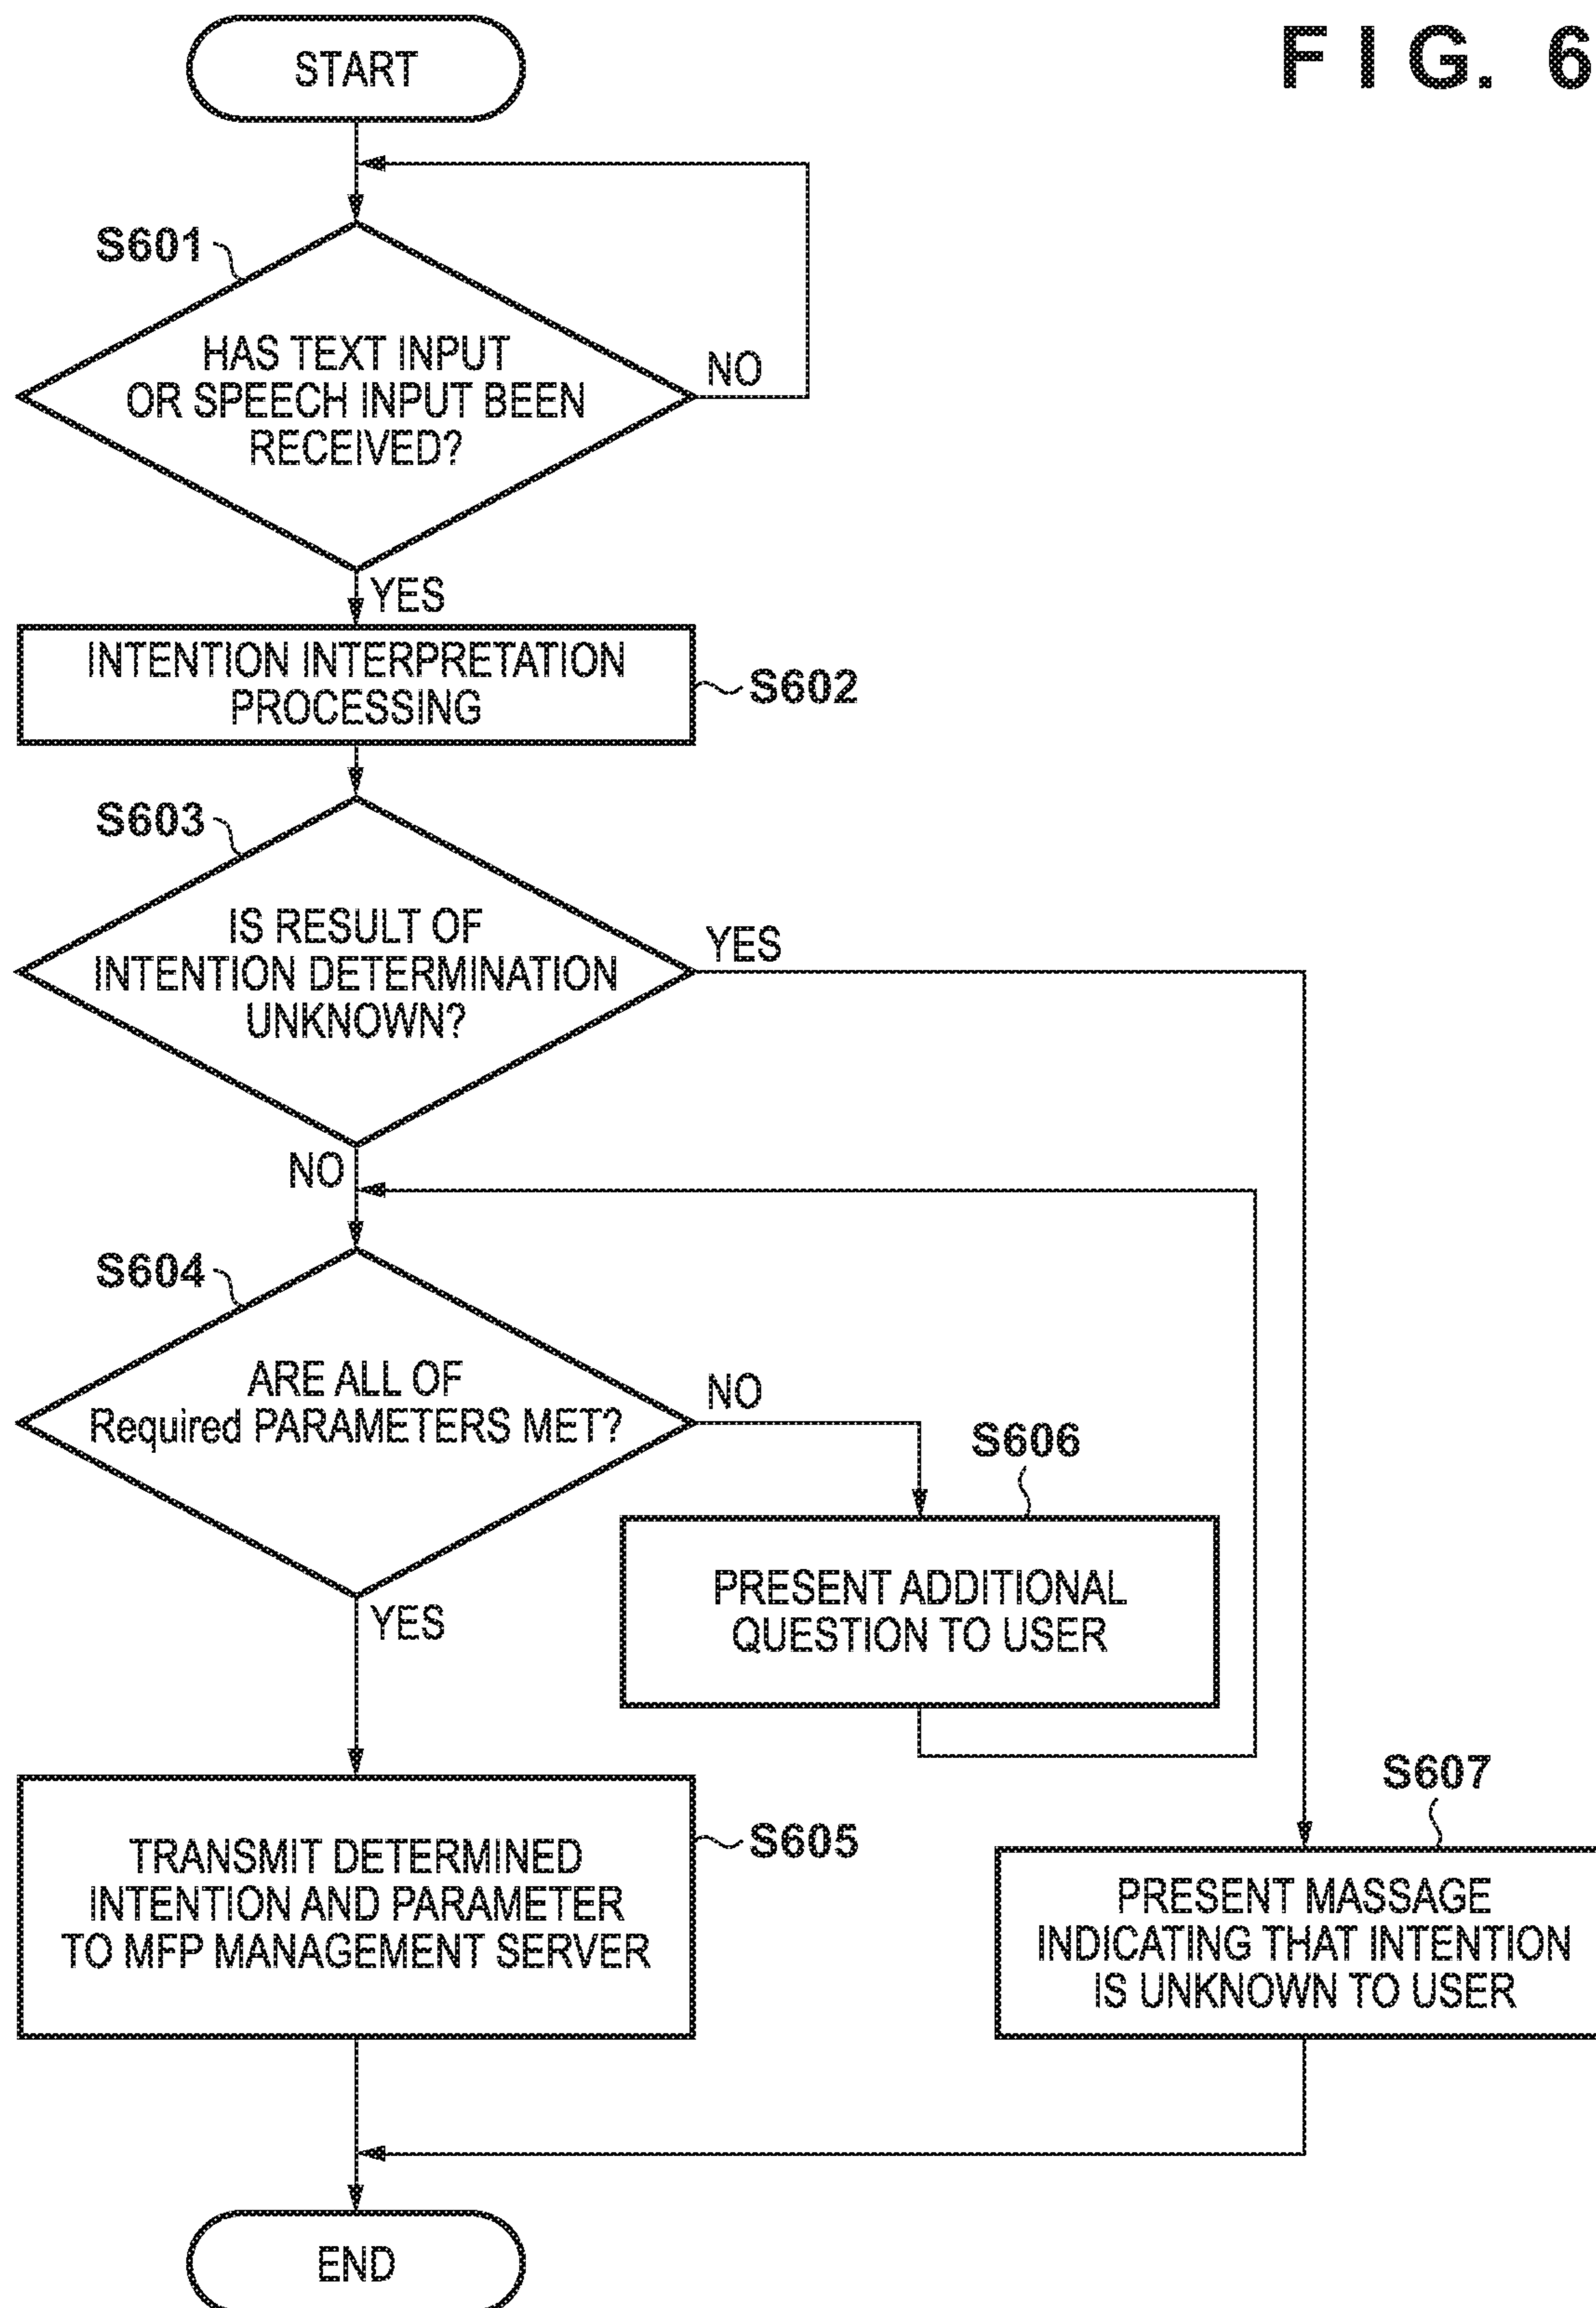 FIG. 6
START
S601
HAS TEXT INPUT
OR SPEECH INPUT BEEN
RECEIVED?
NO
YES
INTENTION INTERPRETATION
PROCESSING
S602
S603
IS RESULT OF
INTENTION DETERMINATION
UNKNOWN?
YES
NO
S604
ARE ALL OF
Required PARAMETERS MET?
NO
YES
S606
PRESENT ADDITIONAL
QUESTION TO USER
TRANSMIT DETERMINED
INTENTION AND PARAMETER
TO MFP MANAGEMENT SERVER
S605
S607
PRESENT MASSAGE
INDICATING THAT INTENTION
IS UNKNOWN TO USER
END